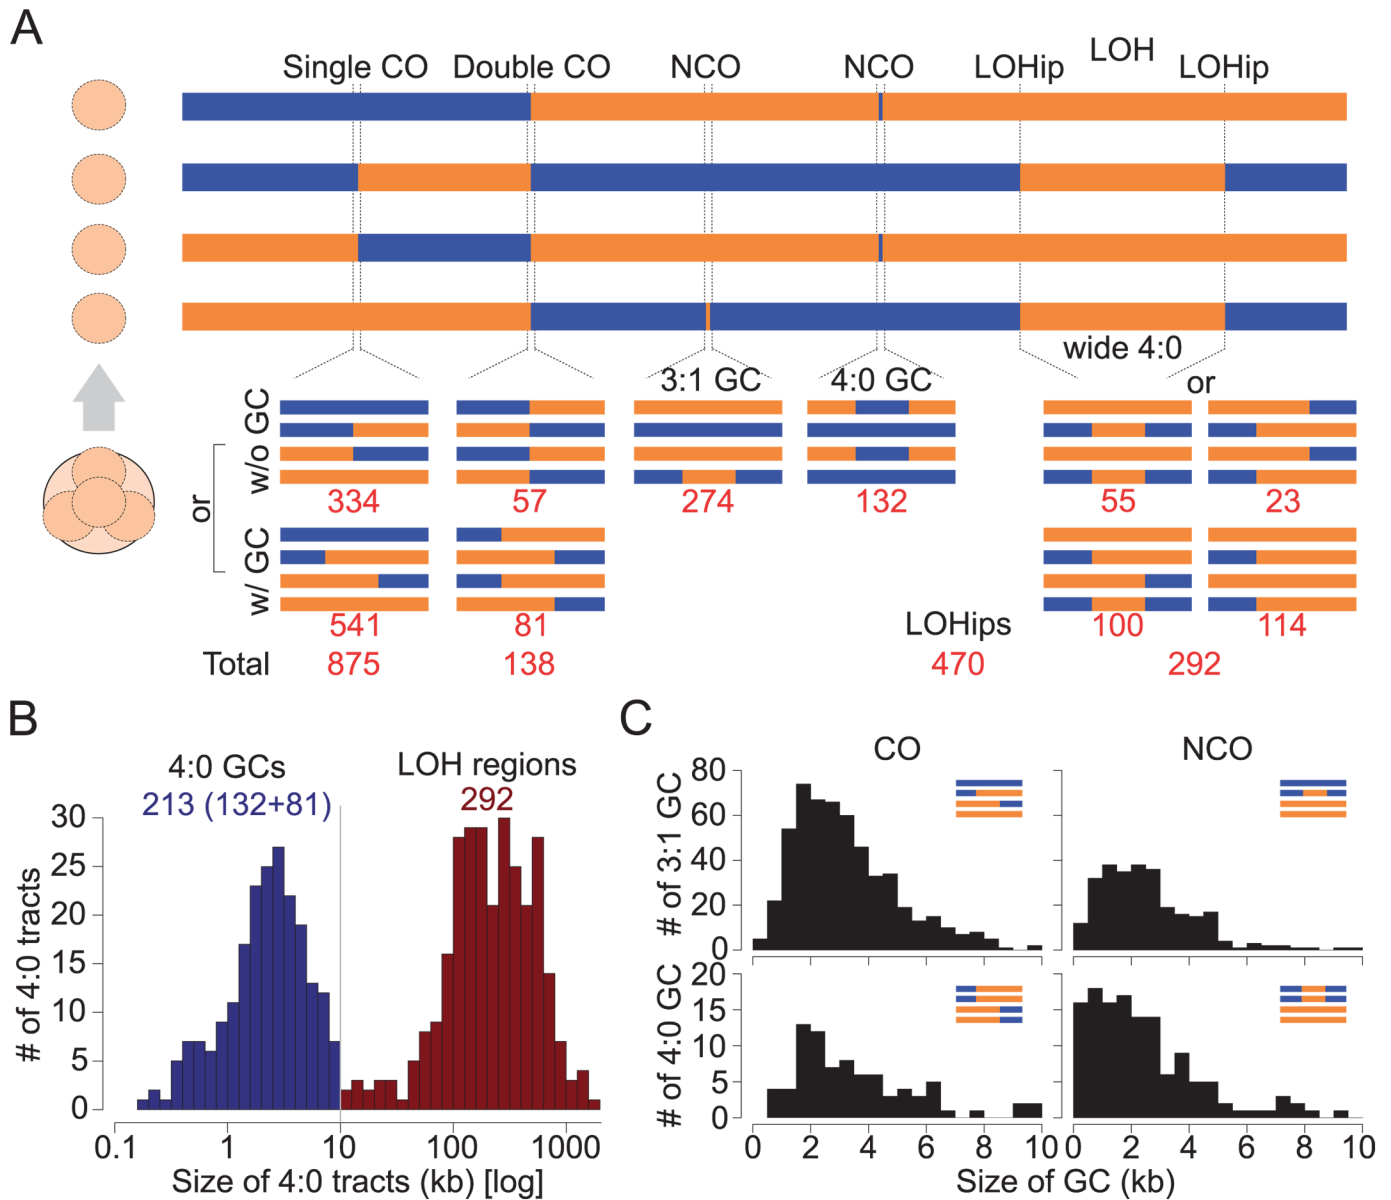 A
Single CO Double CO NCO NCO LOHip LOH LOHip
wide 4:0
3:1 GC 4:0 GC or
w/o GC
334 57 274 132 55 23
or
w/ GC
541 81 LOHips 100 114
Total 875 138 470 292
B
4:0 GCs LOH regions
213 (132+81) 292
# of 4:0 tracts
30
25
20
15
10
5
0
0.1 1 10 100 1000
Size of 4:0 tracts (kb) [log]
C
CO NCO
# of 3:1 GC
80
60
40
20
0
# of 4:0 GC
20
15
10
5
0
0 2 4 6 8 10 0 2 4 6 8 10
Size of GC (kb)